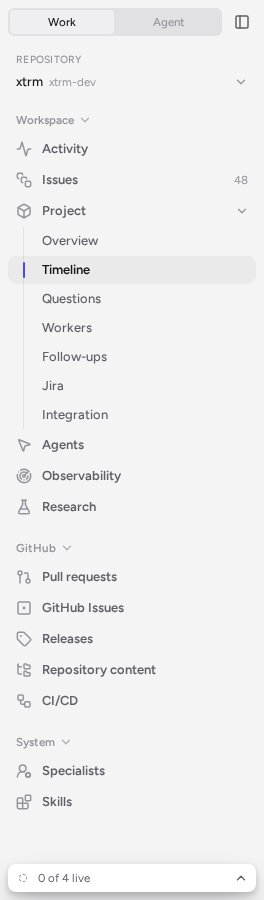 Work
Agent
REPOSITORY
xtrm xtrm-dev
Workspace
Activity
Issues 48
Project
Overview
Timeline
Questions
Workers
Follow-ups
Jira
Integration
Agents
Observability
Research
GitHub
Pull requests
GitHub Issues
Releases
Repository content
CI/CD
System
Specialists
Skills
0 of 4 live